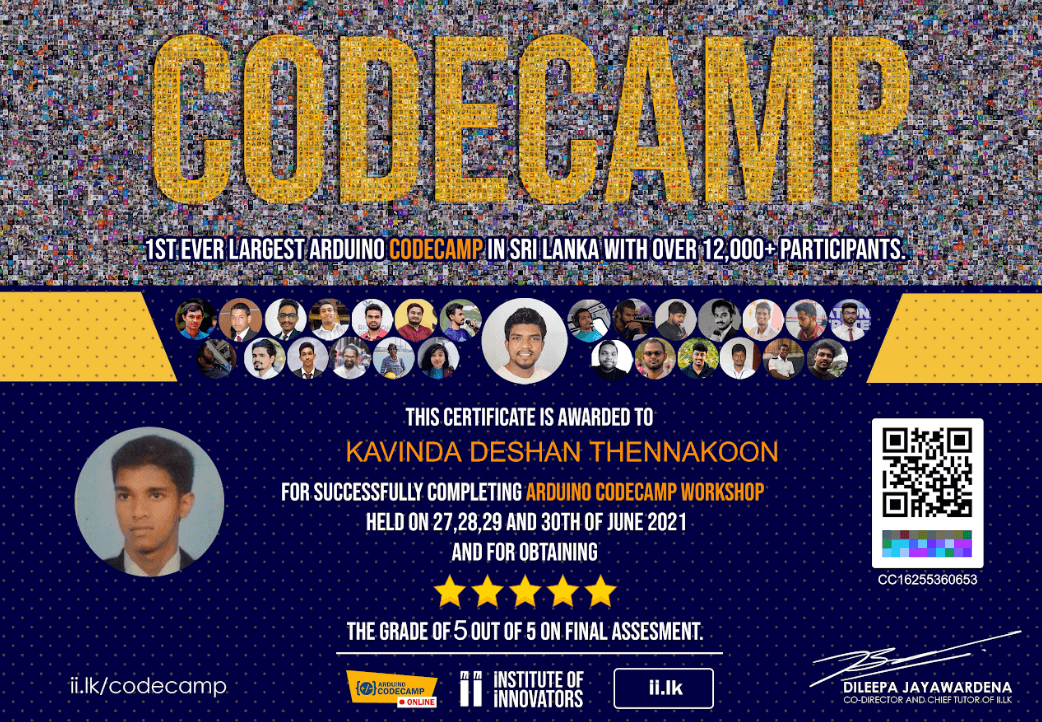 CODECAMP
1ST EVER LARGEST ARDUINO CODECAMP IN SRI LANKA WITH OVER 12,000+ PARTICIPANTS.
THIS CERTIFICATE IS AWARDED TO
KAVINDA DESHAN THENNAKOON
FOR SUCCESSFULLY COMPLETING ARDUINO CODECAMP WORKSHOP
HELD ON 27,28,29 AND 30TH OF JUNE 2021
AND FOR OBTAINING
CC16255360653
THE GRADE OF 5 OUT OF 5 ON FINAL ASSESMENT.
ii.lk/codecamp
ARDUINO
CODECAMP
ONLINE
ii INSTITUTE OF
INNOVATORS
ii.lk
DILEEPA JAYAWARDENA
CO-DIRECTOR AND CHIEF TUTOR OF II.LK